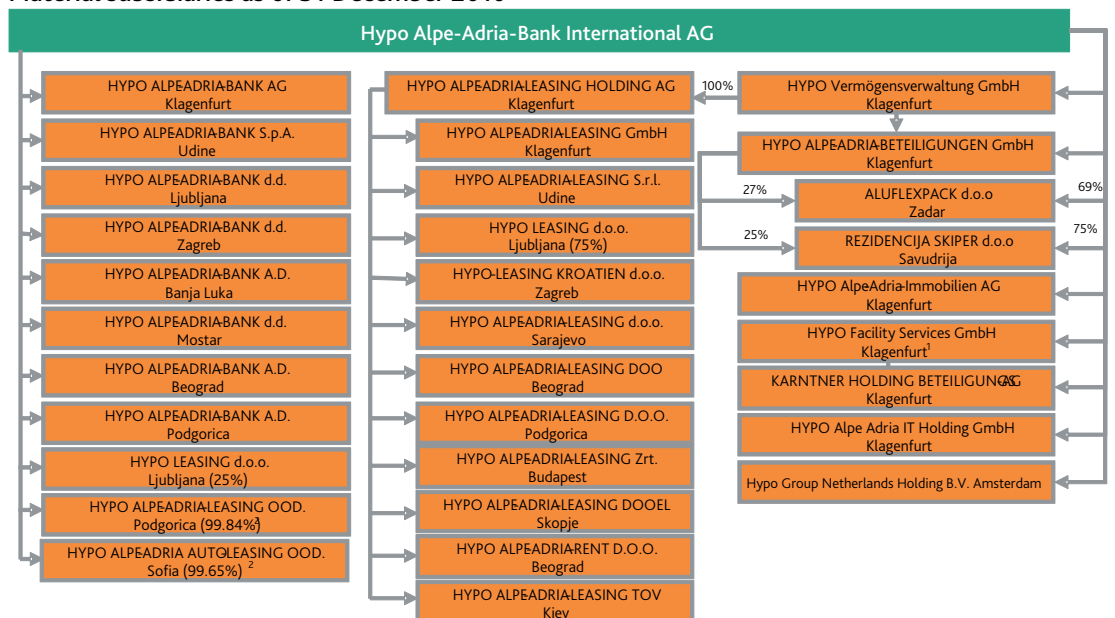 Hypo Alpe-Adria-Bank International AG
HYPO ALPE-ADRIA-BANK AG
Klagenfurt
HYPO ALPE-ADRIA-BANK S.p.A.
Udine
HYPO ALPE-ADRIA-BANK d.d.
Ljubljana
HYPO ALPE-ADRIA-BANK d.d.
Zagreb
HYPO ALPE-ADRIA-BANK A.D.
Banja Luka
HYPO ALPE-ADRIA-BANK d.d.
Mostar
HYPO ALPE-ADRIA-BANK A.D.
Beograd
HYPO ALPE-ADRIA-BANK A.D.
Podgorica
HYPO LEASING d.o.o.
Ljubljana (25%)
HYPO ALPE-ADRIA-LEASING OOD.
Podgorica (99.84%)
HYPO ALPE-ADRIA AUTO-LEASING OOD.
Sofia (99.65%) 2
HYPO ALPE-ADRIA-LEASING HOLDING AG
Klagenfurt
HYPO ALPE-ADRIA-LEASING GmbH
Klagenfurt
HYPO ALPE-ADRIA-LEASING S.r.l.
Udine
HYPO LEASING d.o.o.
Ljubljana (75%)
HYPO-LEASING KROATIEN d.o.o.
Zagreb
HYPO ALPE-ADRIA-LEASING d.o.o.
Sarajevo
HYPO ALPE-ADRIA-LEASING DOO
Beograd
HYPO ALPE-ADRIA-LEASING D.O.O.
Podgorica
HYPO ALPE-ADRIA-LEASING Zrt.
Budapest
HYPO ALPE-ADRIA-LEASING DOOEL
Skopje
HYPO ALPE-ADRIA-RENT D.O.O.
Beograd
HYPO ALPE-ADRIA-LEASING TOV
Kiev
100%
HYPO Vermögensverwaltung GmbH
Klagenfurt
HYPO ALPE-ADRIA-BETEILIGUNGEN GmbH
Klagenfurt
27%
ALUFLEXPACK d.o.o
Zadar
69%
25%
REZIDENCIJA SKIPER d.o.o
Savudrija
75%
HYPO Alpe-Adria-Immobilien AG
Klagenfurt
HYPO Facility Services GmbH
Klagenfurt1
KARNTNER HOLDING BETEILIGUNGS-AG
Klagenfurt
HYPO Alpe Adria IT Holding GmbH
Klagenfurt
Hypo Group Netherlands Holding B.V. Amsterdam